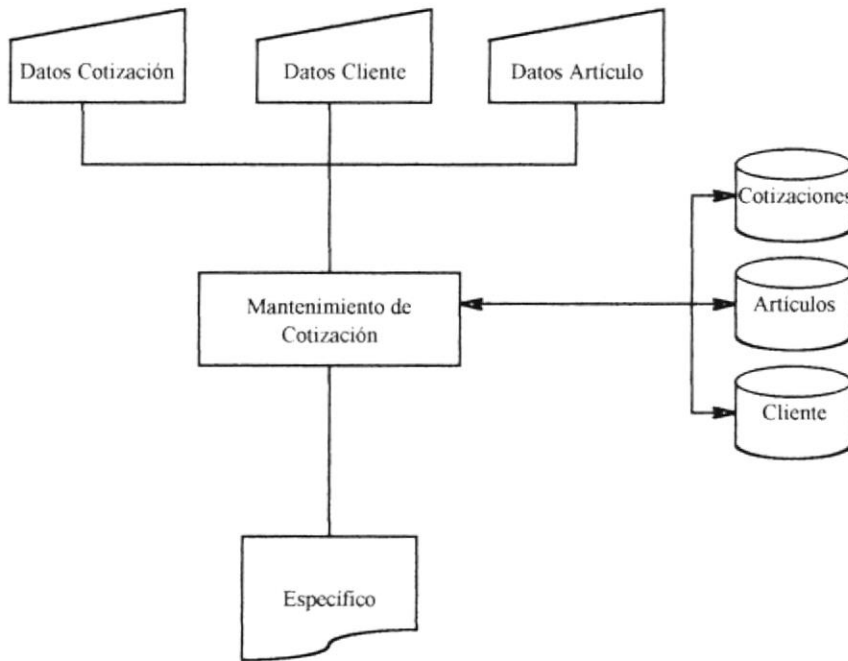 Datos Cotización
Datos Cliente
Datos Artículo
Cotizaciones
Mantenimiento de
Cotización
Artículos
Cliente
Específico